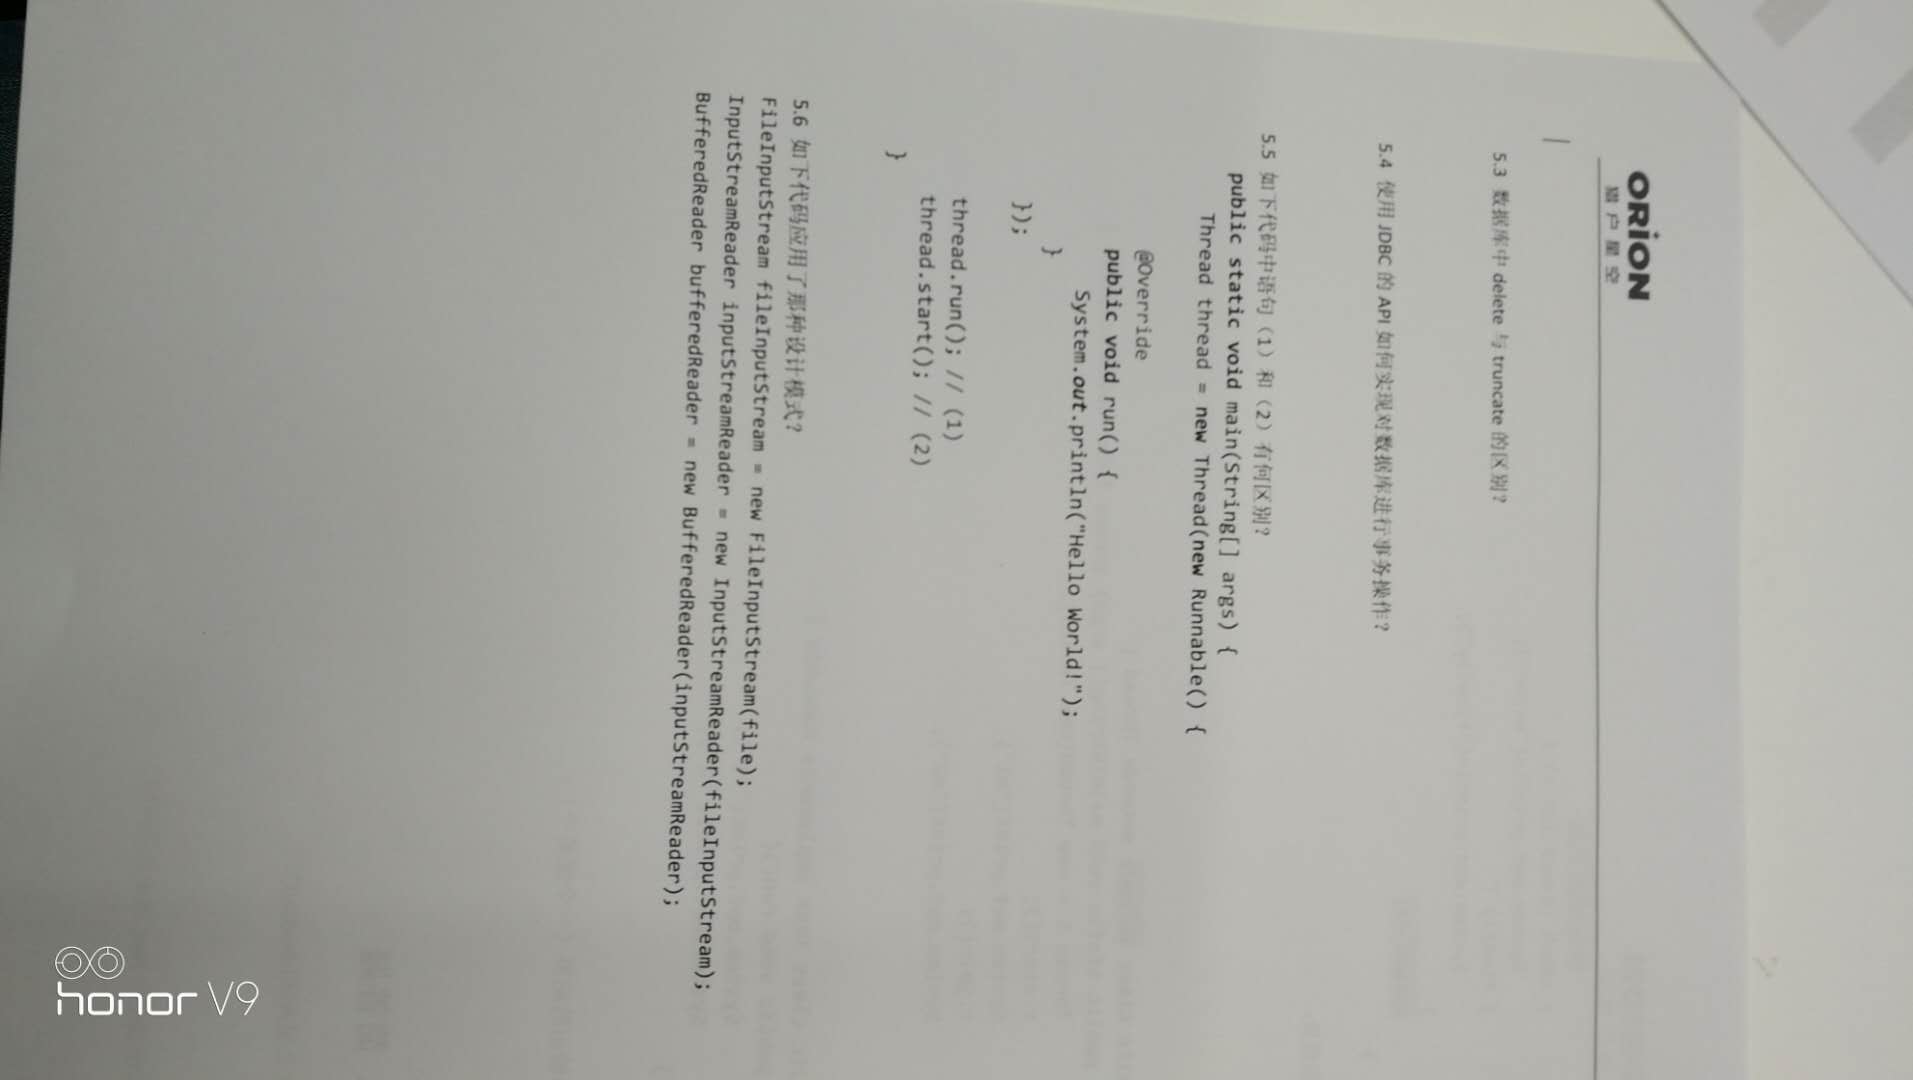 ORiON
猎户星空
5.3 数据库中 delete 与 truncate 的区别？
5.4 使用 JDBC 的 API 如何实现对数据库进行事务操作？
5.5 如下代码中语句（1）和（2）有何区别？
public static void main(String[] args) {
Thread thread = new Thread(new Runnable() {
@Override
public void run() {
System.out.println("Hello World!");
}
});
thread.run(); // (1)
thread.start(); // (2)
}
5.6 如下代码应用了那种设计模式？
FileInputStream fileInputStream = new FileInputStream(file);
InputStreamReader inputStreamReader = new InputStreamReader(fileInputStream);
BufferedReader bufferedReader = new BufferedReader(inputStreamReader);
honor V9